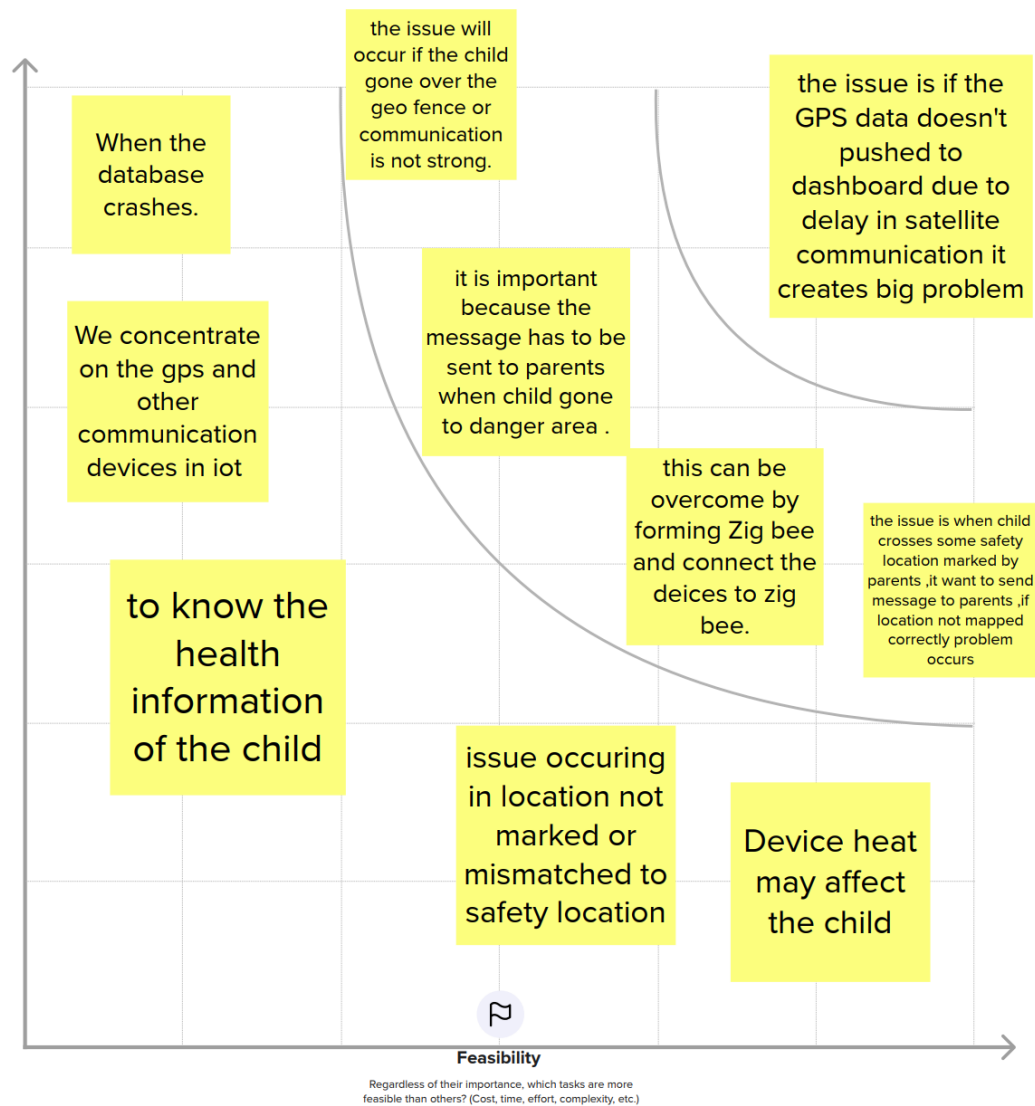 the issue will
occur if the child
gone over the
geo fence or
communication
is not strong.
When the
database
crashes.
the issue is if the
GPS data doesn't
pushed to
dashboard due to
delay in satellite
communication it
creates big problem
We concentrate
on the gps and
other
communication
devices in iot
it is important
because the
message has to be
sent to parents
when child gone
to danger area .
this can be
overcome by
forming Zig bee
and connect the
deices to zig
bee.
the issue is when child
crosses some safety
location marked by
parents ,it want to send
message to parents ,if
location not mapped
correctly problem
occurs
to know the
health
information
of the child
issue occuring
in location not
marked or
mismatched to
safety location
Device heat
may affect
the child
Feasibility
Regardless of their importance, which tasks are more
feasible than others? (Cost, time, effort, complexity, etc.)